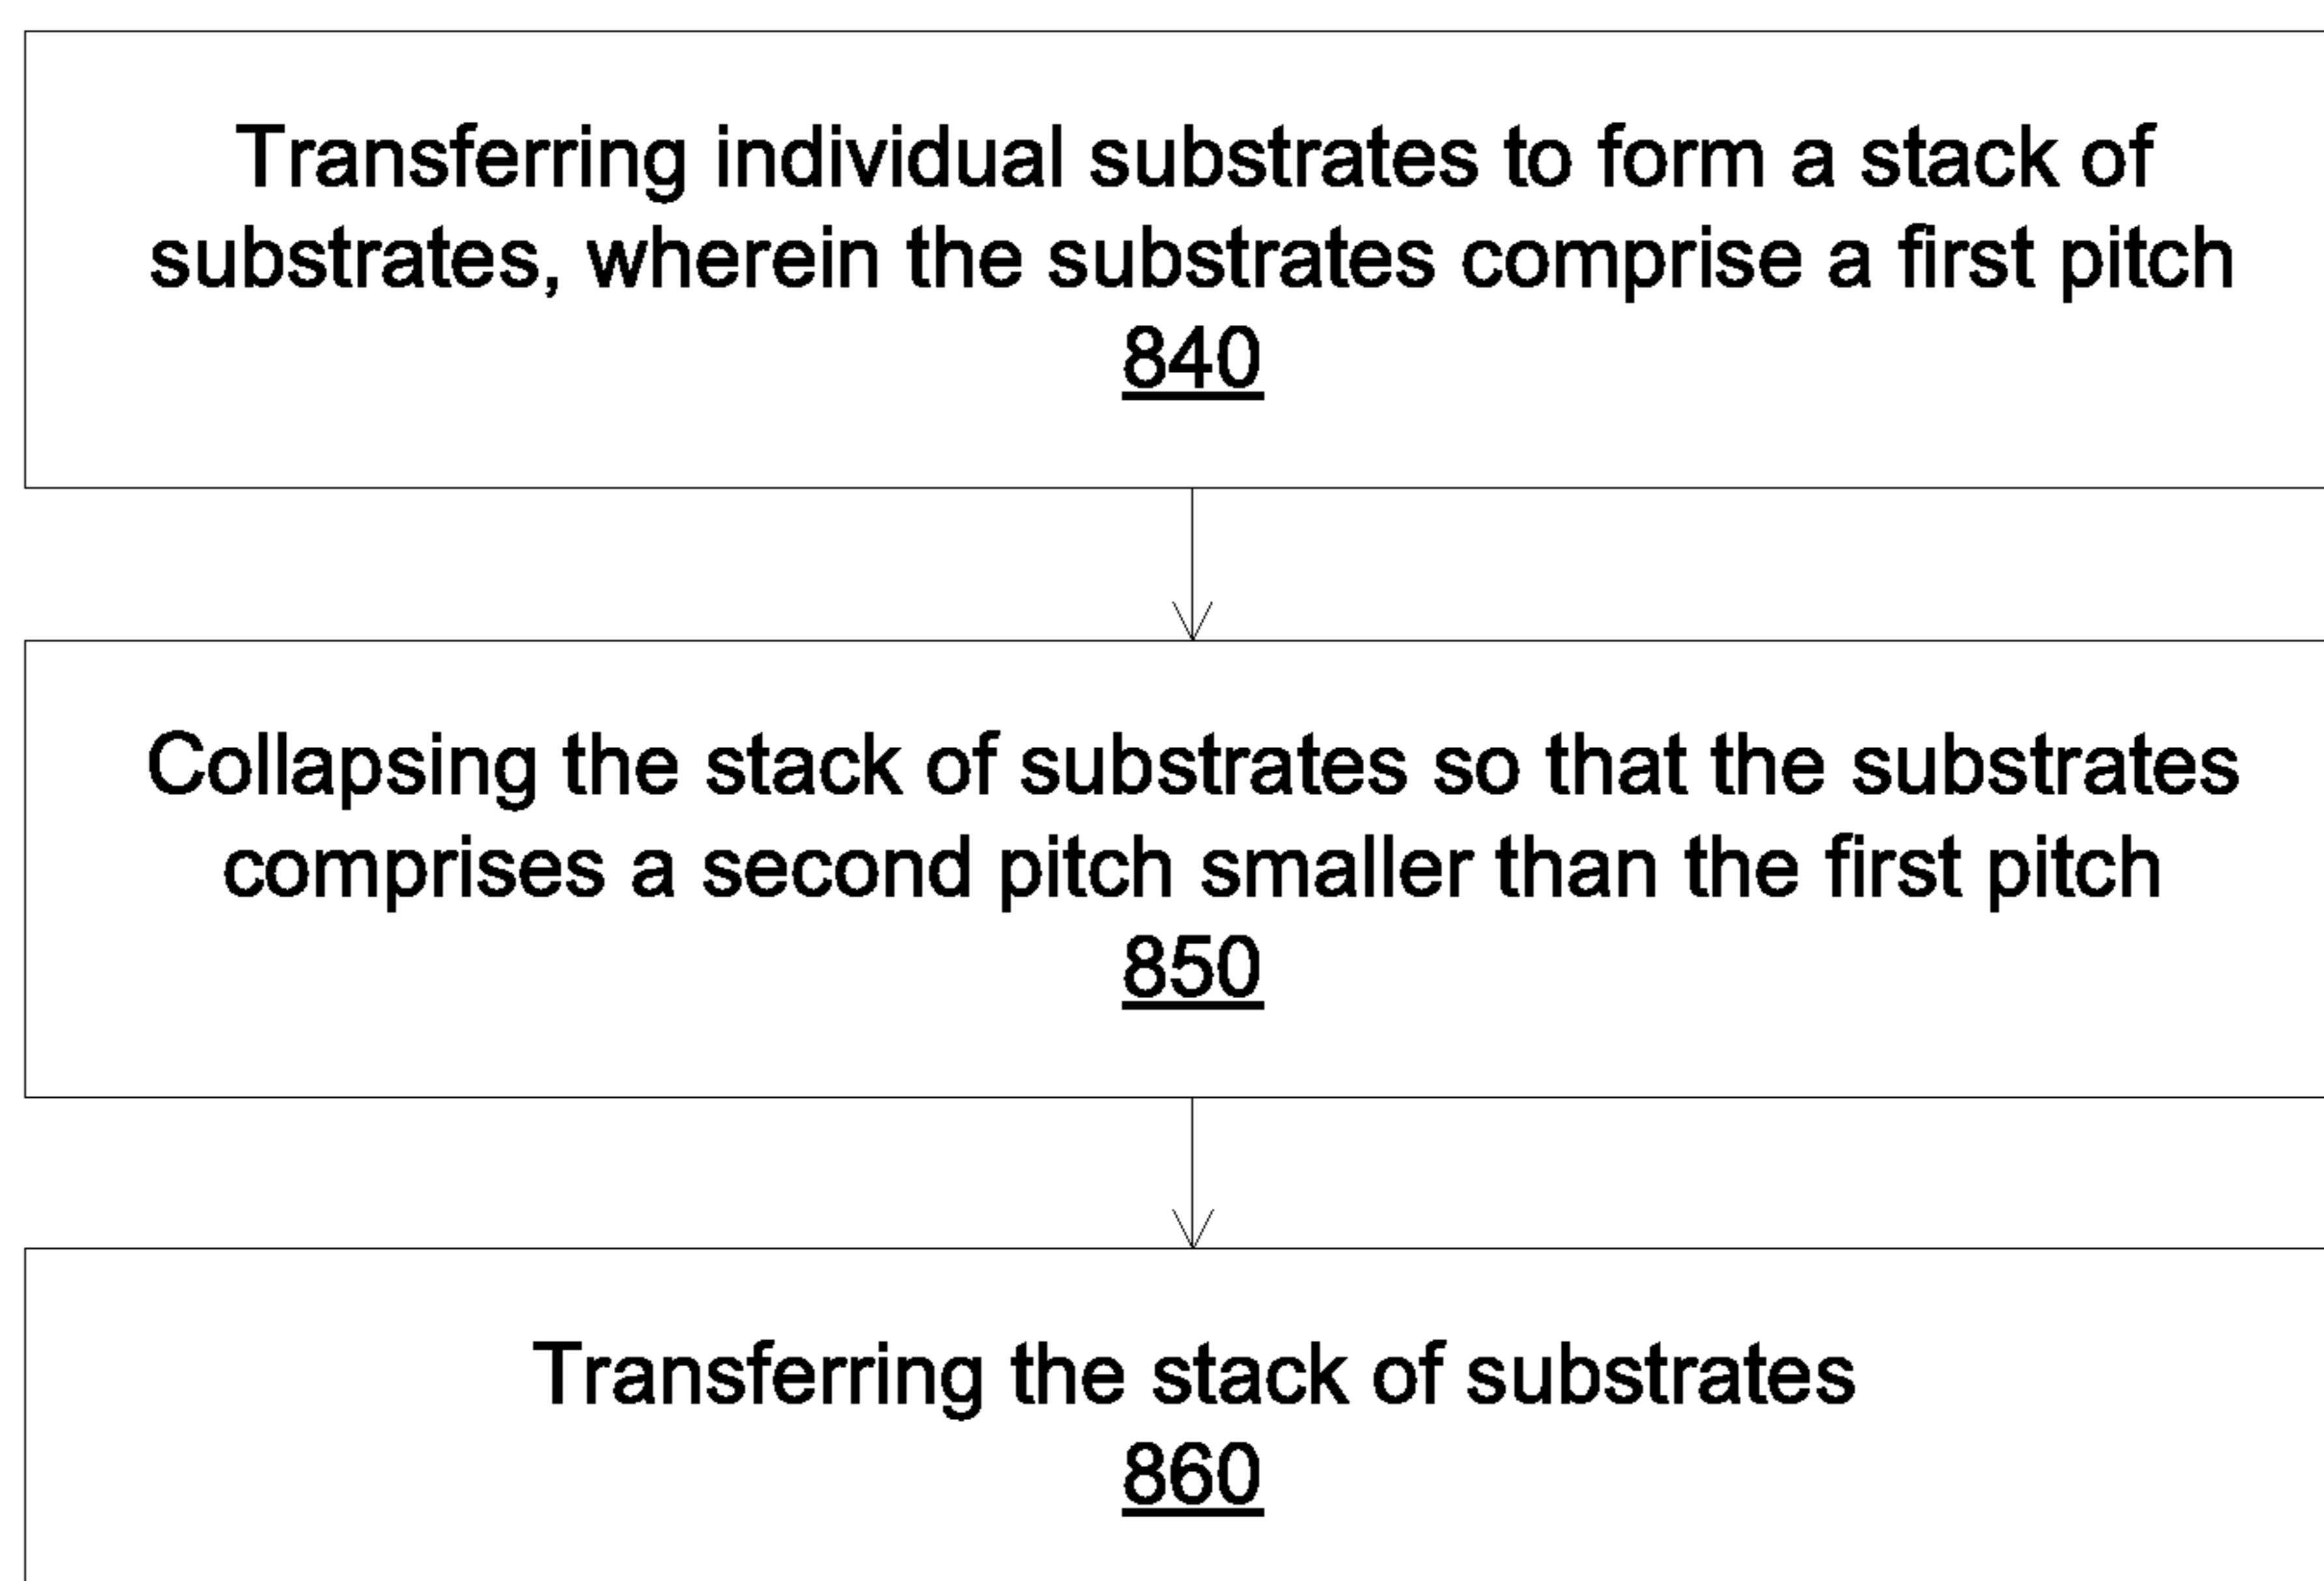 Transferring individual substrates to form a stack of
substrates, wherein the substrates comprise a first pitch
840
Collapsing the stack of substrates so that the substrates
comprises a second pitch smaller than the first pitch
850
Transferring the stack of substrates
860